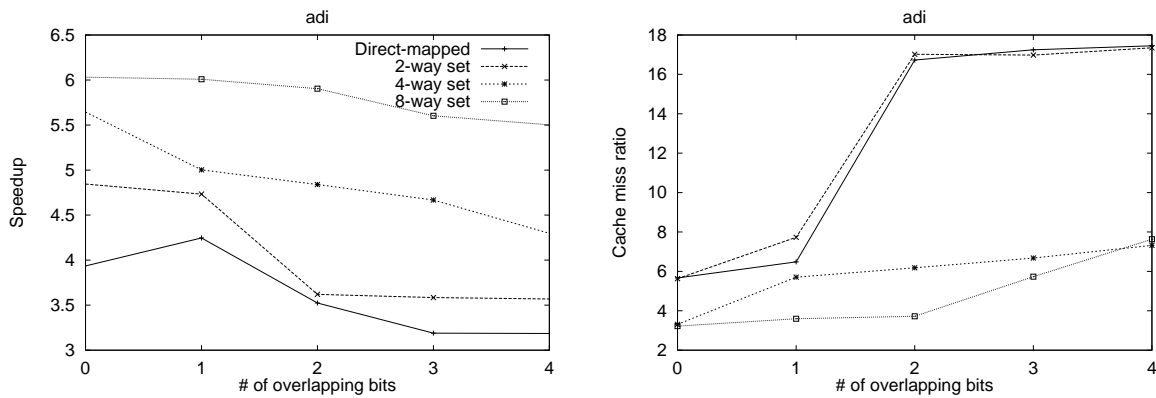 adi
6.5
6
5.5
5
4.5
4
3.5
3
Speedup
Direct-mapped
2-way set
4-way set
8-way set
0 1 2 3 4
# of overlapping bits
adi
18
16
14
12
10
8
6
4
2
Cache miss ratio
0 1 2 3 4
# of overlapping bits